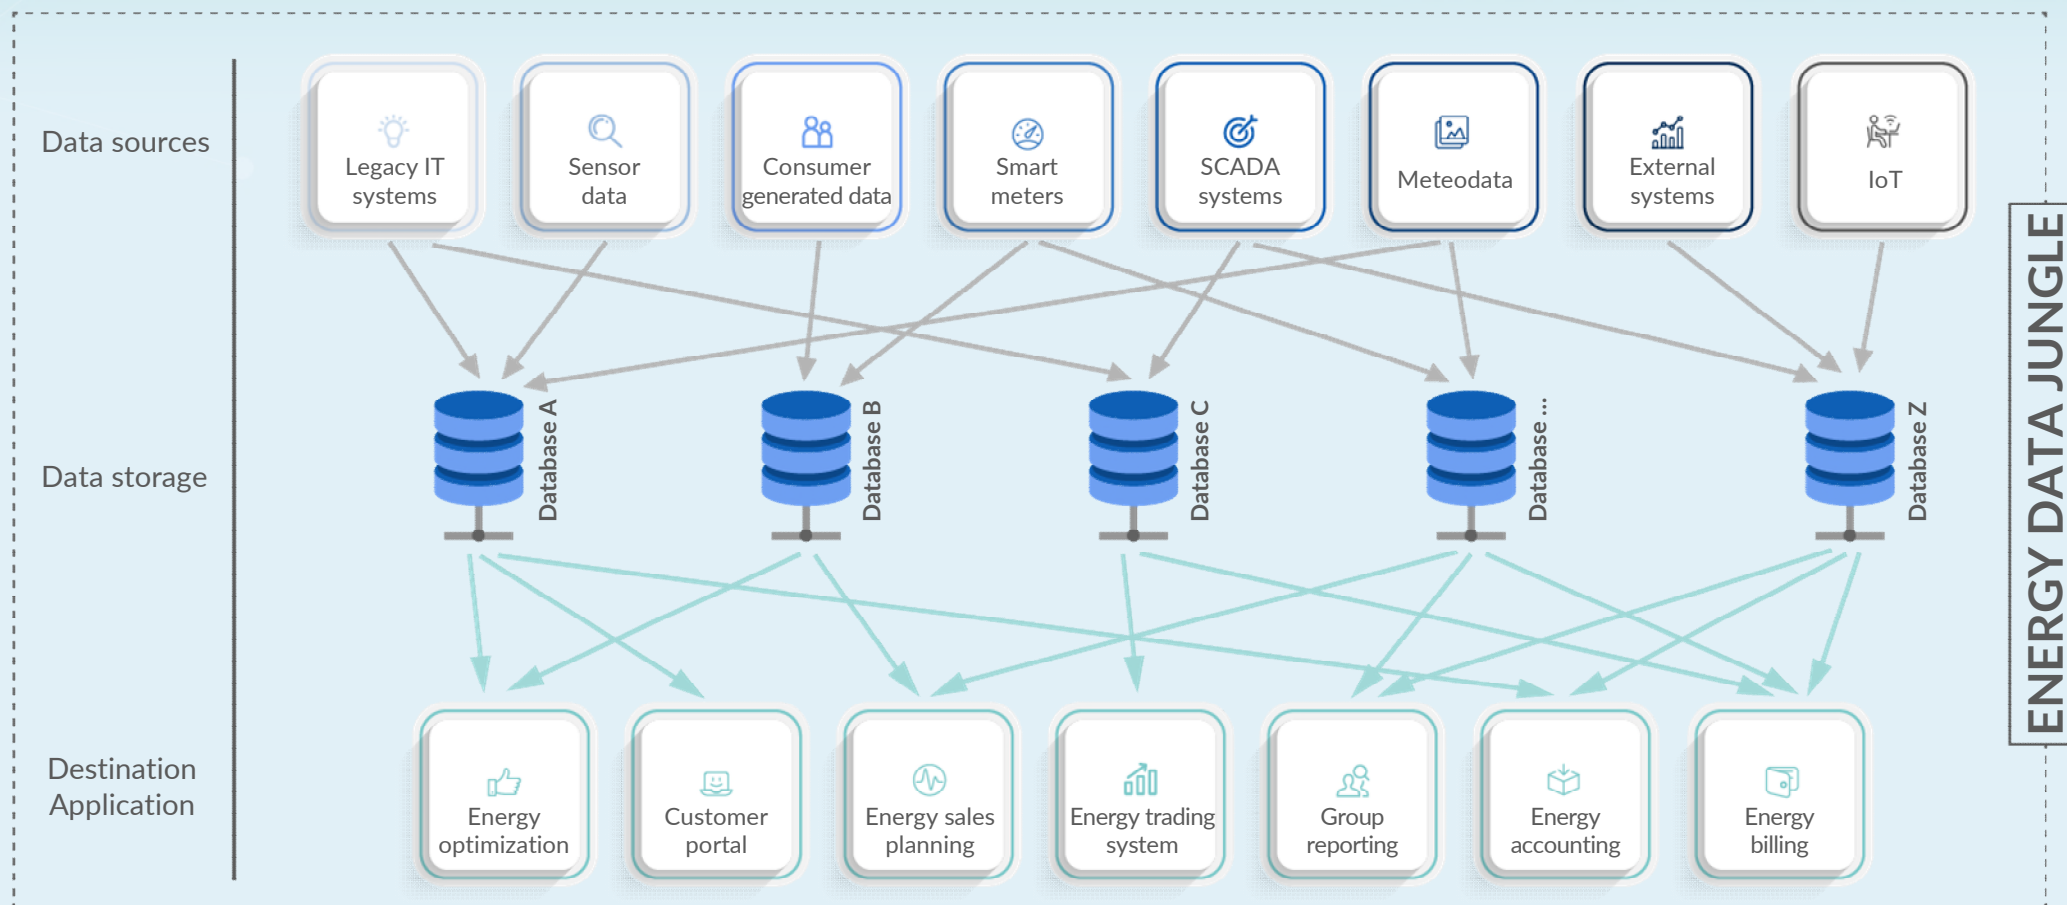 Data sources
Legacy IT
systems
Sensor
data
Consumer
generated data
Smart
meters
SCADA
systems
Meteodata
External
systems
IoT
Data storage
Database A
Database B
Database C
Database ...
Database Z
ENERGY DATA JUNGLE
Destination
Application
Energy
optimization
Customer
portal
Energy sales
planning
Energy trading
system
Group
reporting
Energy
accounting
Energy
billing